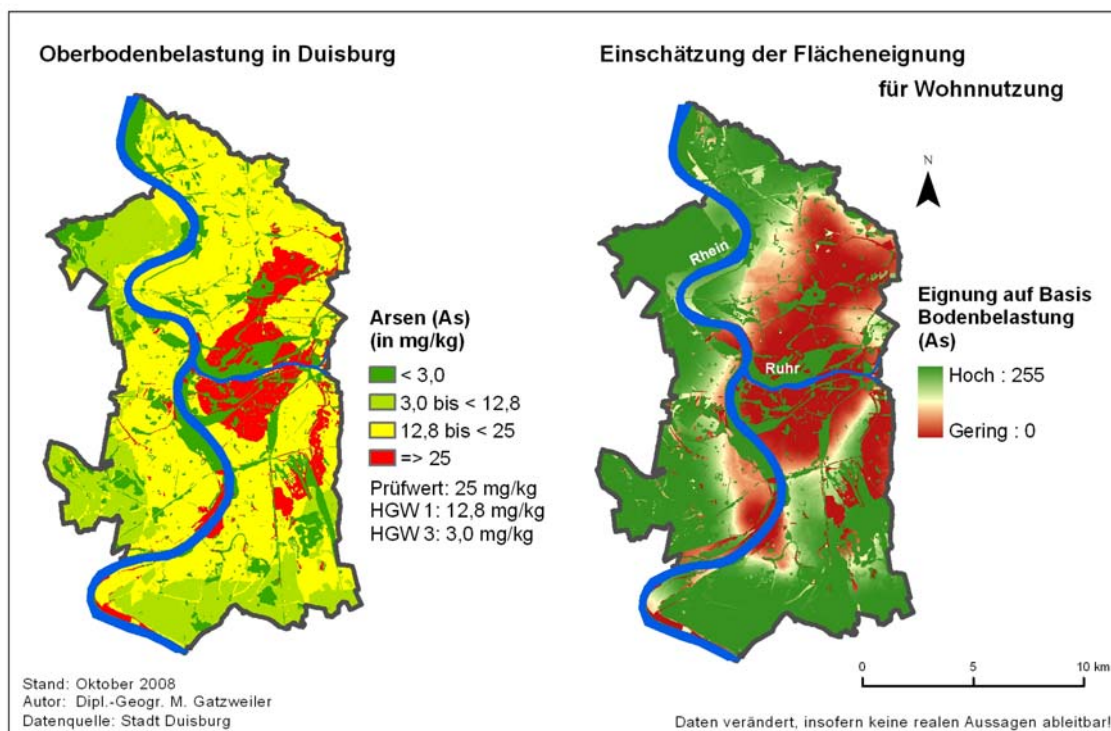 Oberbodenbelastung in Duisburg
Arsen (As)
(in mg/kg)
< 3,0
3,0 bis < 12,8
12,8 bis < 25
=> 25
Prüfwert: 25 mg/kg
HGW 1: 12,8 mg/kg
HGW 3: 3,0 mg/kg
Stand: Oktober 2008
Autor: Dipl.-Geogr. M. Gatzweiler
Datenquelle: Stadt Duisburg
Einschätzung der Flächeneignung
für Wohnnutzung
N
Rhein
Ruhr
Eignung auf Basis
Bodenbelastung
(As)
Hoch : 255
Gering : 0
0 5 10 km
Daten verändert, insofern keine realen Aussagen ableitbar!